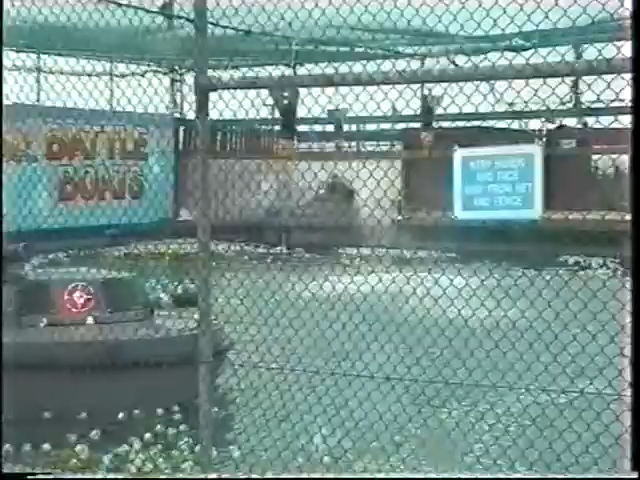 BATTLE
BOATS
KEEP HANDS
AND FACE
AWAY FROM NET
AND FENCE